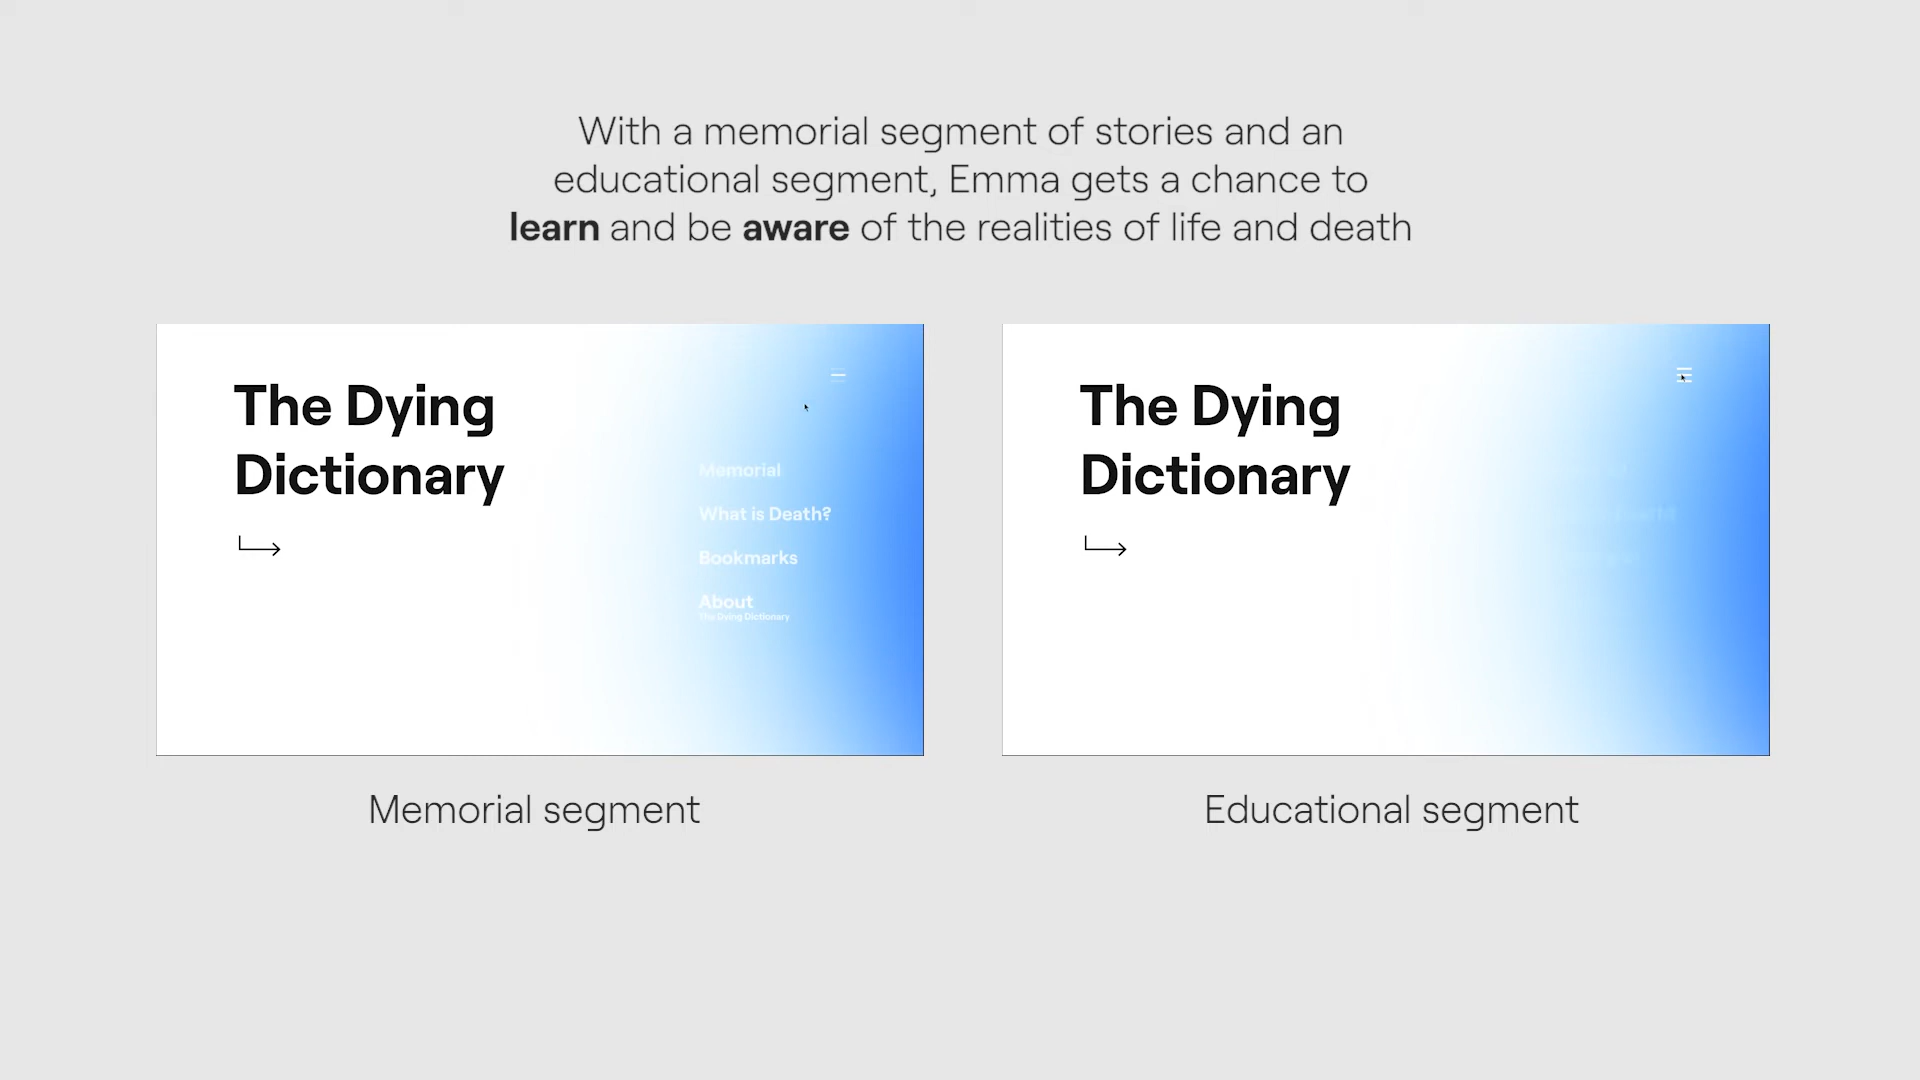 With a memorial segment of stories and an
educational segment, Emma gets a chance to
learn and be aware of the realities of life and death
The Dying
Dictionary
Memorial
What is Death?
Bookmarks
About
The Dying Dictionary
Memorial segment
The Dying
Dictionary
Educational segment